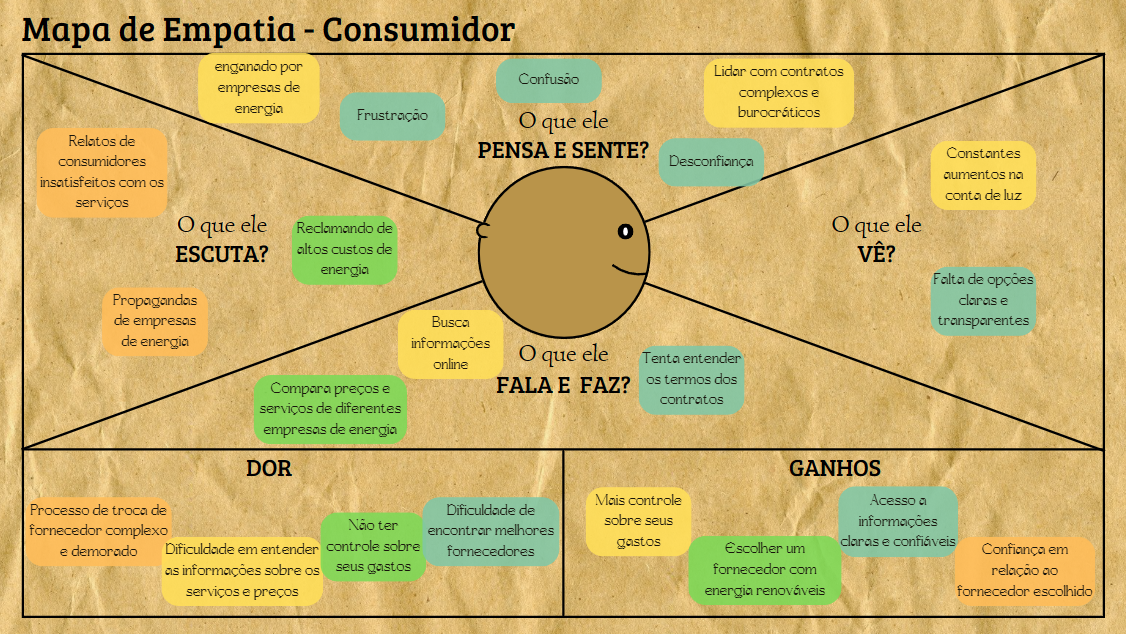 Mapa de Empatia - Consumidor
enganado por
empresas de
energia
Frustração
Confusão
Lidar com contratos
complexos e
burocráticos
O que ele
PENSA E SENTE?
Desconfiança
Relatos de
consumidores
insatisfeitos com os
serviços
O que ele
ESCUTA?
Reclamando de
altos custos de
energia
Propagandas
de empresas
de energia
Constantes
aumentos na
conta de luz
O que ele
VÊ?
Falta de opções
claras e
transparentes
Busca
informações
online
O que ele
FALA E FAZ?
Tenta entender
os termos dos
contratos
Compara preços e
serviços de diferentes
empresas de energia
DOR
Processo de troca de
fornecedor complexo
e demorado
Dificuldade em entender
as informações sobre os
serviços e preços
Não ter
controle sobre
seus gastos
Dificuldade de
encontrar melhores
fornecedores
GANHOS
Mais controle
sobre seus
gastos
Escolher um
fornecedor com
energia renováveis
Acesso a
informações
claras e confiáveis
Confiança em
relação ao
fornecedor escolhido